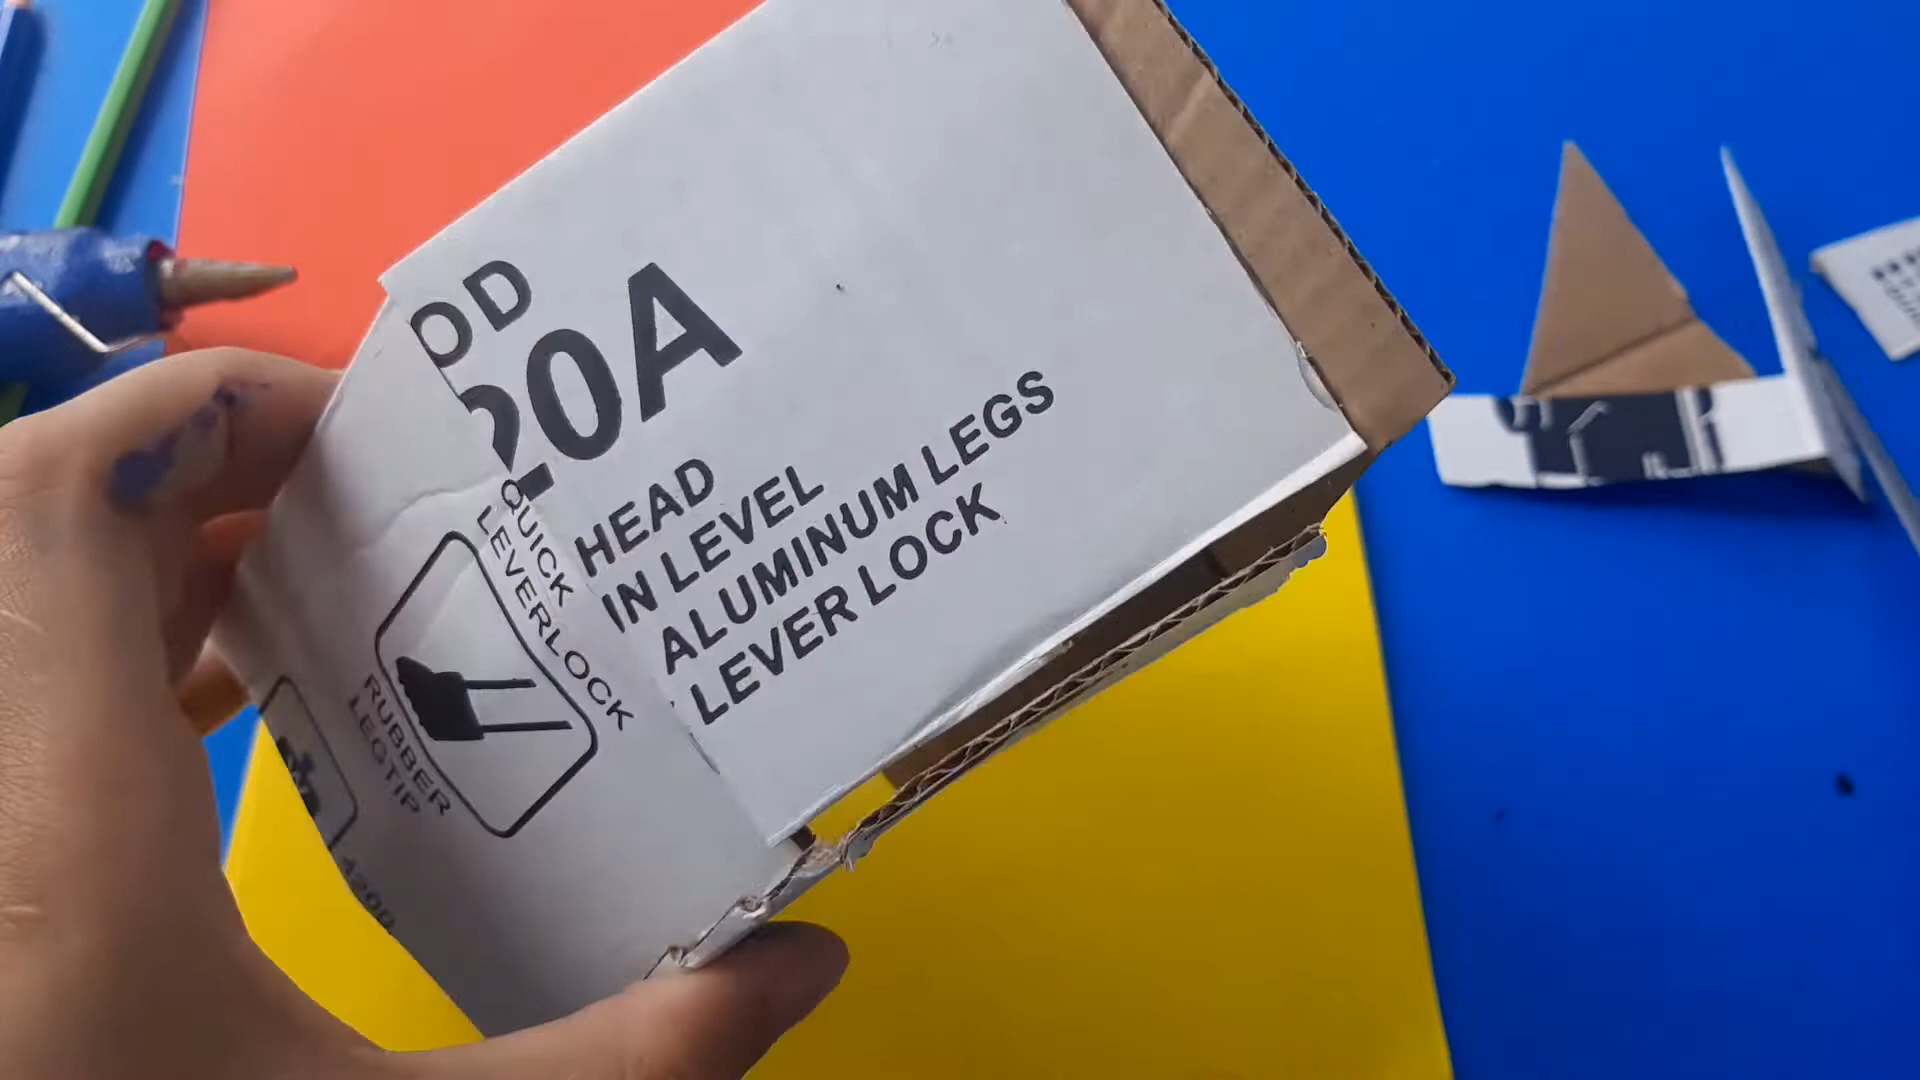 OD
20A
HEAD
IN LEVEL
ALUMINUM LEGS
LEVER LOCK
QUICK
LEVERLOCK
RUBBER
LEGTIP